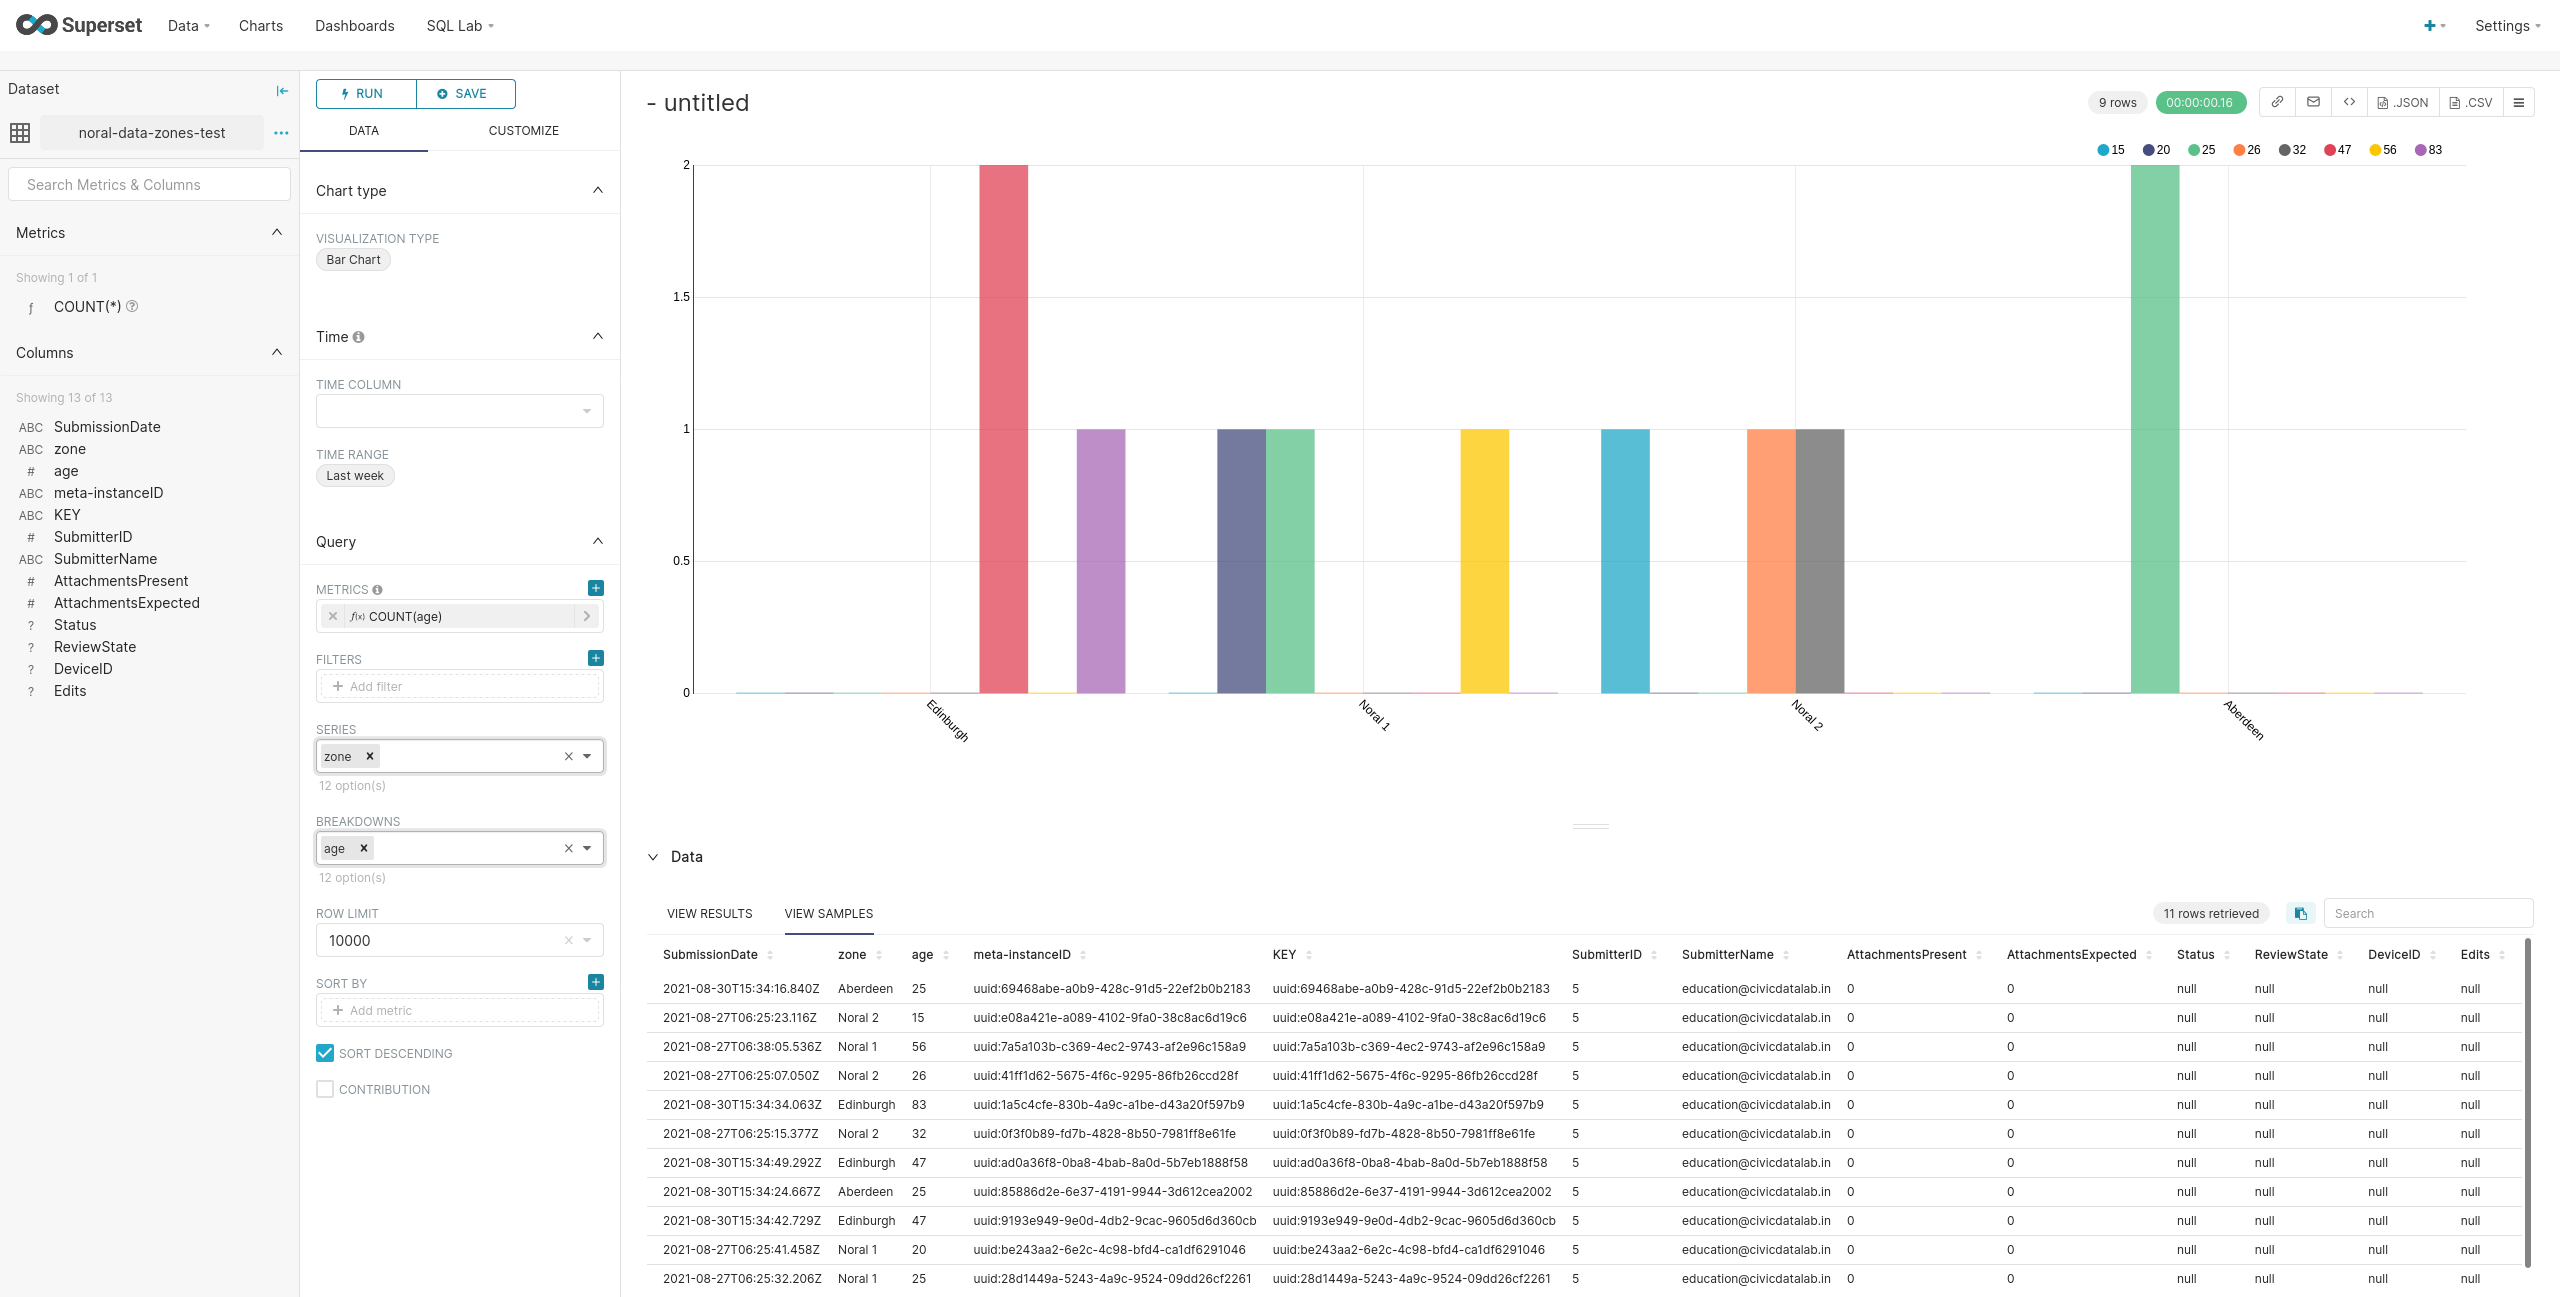 Superset Data Charts Dashboards SQL Lab + Settings
Dataset
noral-data-zones-test
Search Metrics & Columns
Metrics
Showing 1 of 1
ƒ COUNT(*)
Columns
Showing 13 of 13
ABC SubmissionDate
ABC zone
# age
ABC meta-instanceID
ABC KEY
# SubmitterID
ABC SubmitterName
# AttachmentsPresent
# AttachmentsExpected
? Status
? ReviewState
? DeviceID
? Edits
RUN SAVE
DATA CUSTOMIZE
Chart type
VISUALIZATION TYPE
Bar Chart
Time
TIME COLUMN
TIME RANGE
Last week
Query
METRICS
f(x) COUNT(age)
FILTERS
+ Add filter
SERIES
zone
12 option(s)
BREAKDOWNS
age
12 option(s)
ROW LIMIT
10000
SORT BY
+ Add metric
SORT DESCENDING
CONTRIBUTION
- untitled
9 rows 00:00:00.16 .JSON .CSV
15 20 25 26 32 47 56 83
2
1.5
1
0.5
0
Edinburgh Noral 1 Noral 2 Aberdeen
Data
VIEW RESULTS VIEW SAMPLES 11 rows retrieved Search
SubmissionDate zone age meta-instanceID KEY SubmitterID SubmitterName AttachmentsPresent AttachmentsExpected Status ReviewState DeviceID Edits
2021-08-30T15:34:16.840Z Aberdeen 25 uuid:69468abe-a0b9-428c-91d5-22ef2b0b2183 uuid:69468abe-a0b9-428c-91d5-22ef2b0b2183 5 education@civicdatalab.in 0 0 null null null null
2021-08-27T06:25:23.116Z Noral 2 15 uuid:e08a421e-a089-4102-9fa0-38c8ac6d19c6 uuid:e08a421e-a089-4102-9fa0-38c8ac6d19c6 5 education@civicdatalab.in 0 0 null null null null
2021-08-27T06:38:05.536Z Noral 1 56 uuid:7a5a103b-c369-4ec2-9743-af2e96c158a9 uuid:7a5a103b-c369-4ec2-9743-af2e96c158a9 5 education@civicdatalab.in 0 0 null null null null
2021-08-27T06:25:07.050Z Noral 2 26 uuid:41ff1d62-5675-4f6c-9295-86fb26ccd28f uuid:41ff1d62-5675-4f6c-9295-86fb26ccd28f 5 education@civicdatalab.in 0 0 null null null null
2021-08-30T15:34:34.063Z Edinburgh 83 uuid:1a5c4cfe-830b-4a9c-a1be-d43a20f597b9 uuid:1a5c4cfe-830b-4a9c-a1be-d43a20f597b9 5 education@civicdatalab.in 0 0 null null null null
2021-08-27T06:25:15.377Z Noral 2 32 uuid:0f3f0b89-fd7b-4828-8b50-7981ff8e61fe uuid:0f3f0b89-fd7b-4828-8b50-7981ff8e61fe 5 education@civicdatalab.in 0 0 null null null null
2021-08-30T15:34:49.292Z Edinburgh 47 uuid:ad0a36f8-0ba8-4bab-8a0d-5b7eb1888f58 uuid:ad0a36f8-0ba8-4bab-8a0d-5b7eb1888f58 5 education@civicdatalab.in 0 0 null null null null
2021-08-30T15:34:24.667Z Aberdeen 25 uuid:85886d2e-6e37-4191-9944-3d612cea2002 uuid:85886d2e-6e37-4191-9944-3d612cea2002 5 education@civicdatalab.in 0 0 null null null null
2021-08-30T15:34:42.729Z Edinburgh 47 uuid:9193e949-9e0d-4db2-9cac-9605d6d360cb uuid:9193e949-9e0d-4db2-9cac-9605d6d360cb 5 education@civicdatalab.in 0 0 null null null null
2021-08-27T06:25:41.458Z Noral 1 20 uuid:be243aa2-6e2c-4c98-bfd4-ca1df6291046 uuid:be243aa2-6e2c-4c98-bfd4-ca1df6291046 5 education@civicdatalab.in 0 0 null null null null
2021-08-27T06:25:32.206Z Noral 1 25 uuid:28d1449a-5243-4a9c-9524-09dd26cf2261 uuid:28d1449a-5243-4a9c-9524-09dd26cf2261 5 education@civicdatalab.in 0 0 null null null null